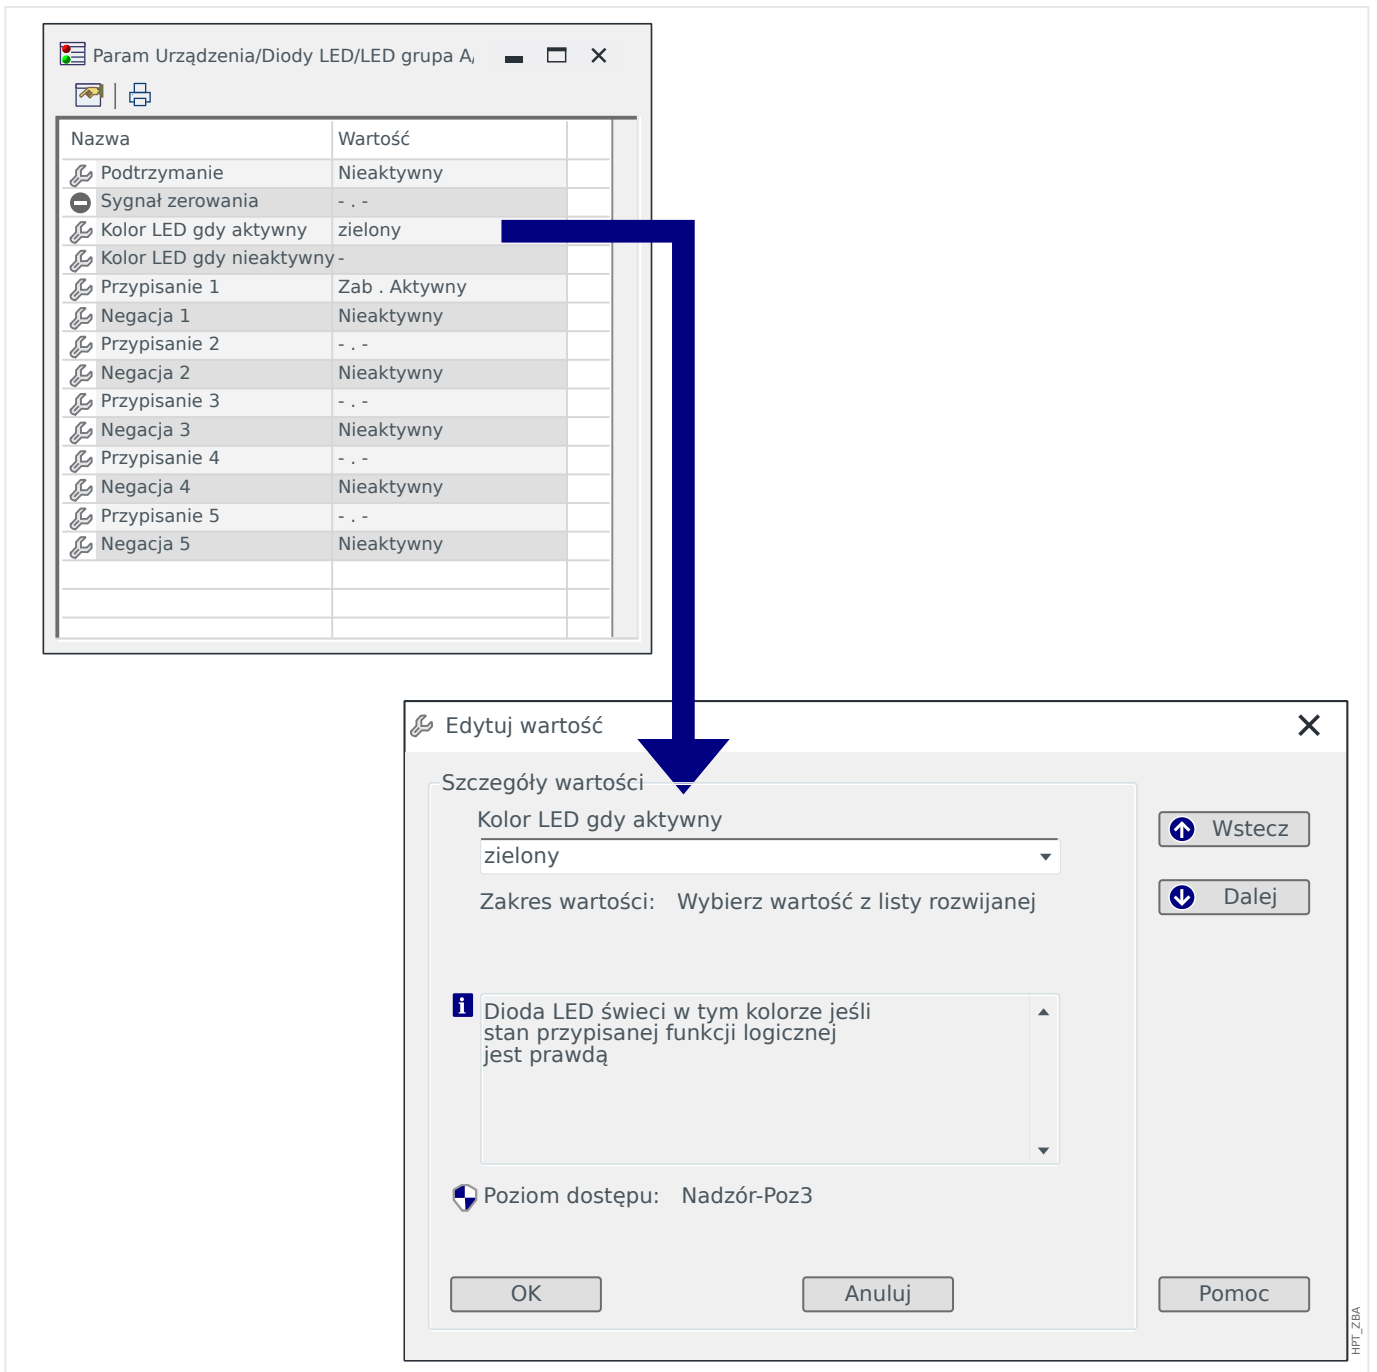 Param Urządzenia/Diody LED/LED grupa A/
Nazwa Wartość
Podtrzymanie Nieaktywny
Sygnał zerowania - . -
Kolor LED gdy aktywny zielony
Kolor LED gdy nieaktywny -
Przypisanie 1 Zab . Aktywny
Negacja 1 Nieaktywny
Przypisanie 2 - . -
Negacja 2 Nieaktywny
Przypisanie 3 - . -
Negacja 3 Nieaktywny
Przypisanie 4 - . -
Negacja 4 Nieaktywny
Przypisanie 5 - . -
Negacja 5 Nieaktywny
Edytuj wartość
Szczegóły wartości
Kolor LED gdy aktywny
zielony
Zakres wartości: Wybierz wartość z listy rozwijanej
Wstecz
Dalej
Dioda LED świeci w tym kolorze jeśli
stan przypisanej funkcji logicznej
jest prawdą
Poziom dostępu: Nadzór-Poz3
OK Anuluj Pomoc
HPT_ZBA